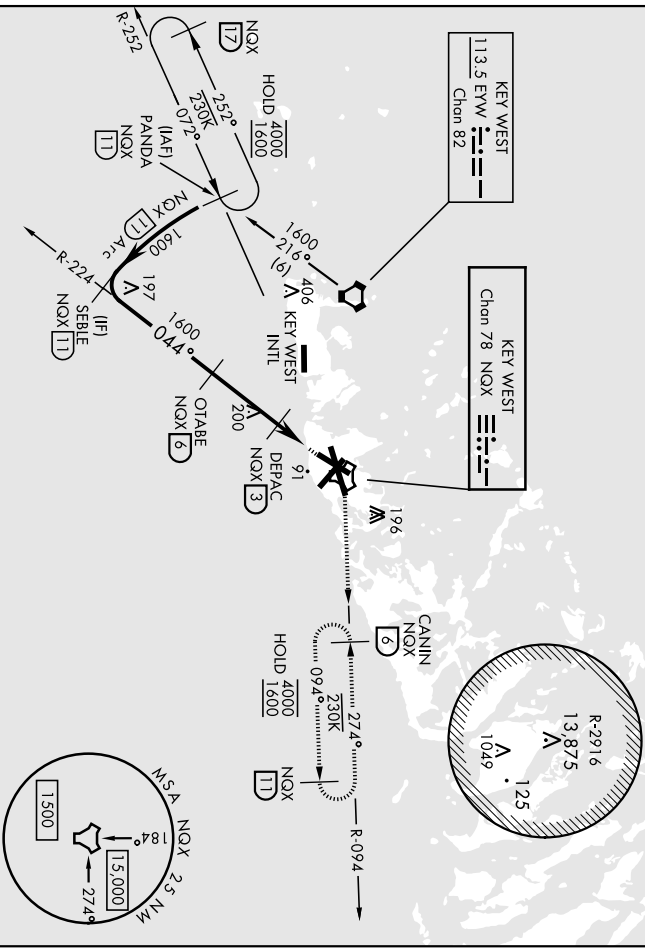 KEY WEST
113.5 EYW
Chan 82
KEY WEST
Chan 78 NQX
R-252
NQX
17
HOLD 4000
1600
252°
230K
072°
(IAF)
PANDA
NQX
11
NQX 11 Arc
1600
1600
216°
(6)
406
KEY WEST
INTL
R-224
(IF)
SEBLE
NQX 11
197
1600
044°
OTABE
NQX 6
200
DEPAC
NQX 3
91
196
CANIN
NQX
6
HOLD 4000
1600
274°
230K
094°
NQX
11
R-094
R-2916
13,875
1049
125
MSA NQX 25 NM
1500
184°
15,000
274°